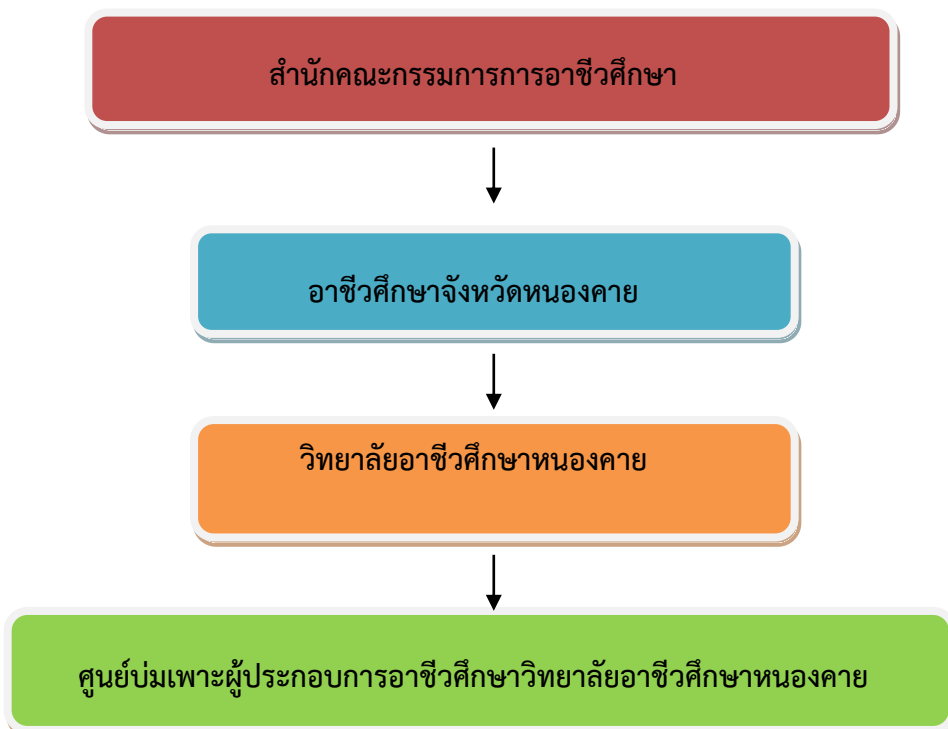 สำนักคณะกรรมการการอาชีวศึกษา
อาชีวศึกษาจังหวัดหนองคาย
วิทยาลัยอาชีวศึกษาหนองคาย
ศูนย์บ่มเพาะผู้ประกอบการอาชีวศึกษาวิทยาลัยอาชีวศึกษาหนองคาย